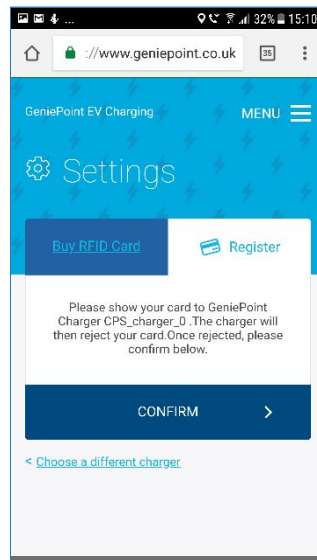 ... 32% 15:10
://www.geniepoint.co.uk 35
GeniePoint EV Charging MENU
Settings
Buy RFID Card Register
Please show your card to GeniePoint
Charger CPS_charger_0 .The charger will
then reject your card.Once rejected, please
confirm below.
CONFIRM >
< Choose a different charger